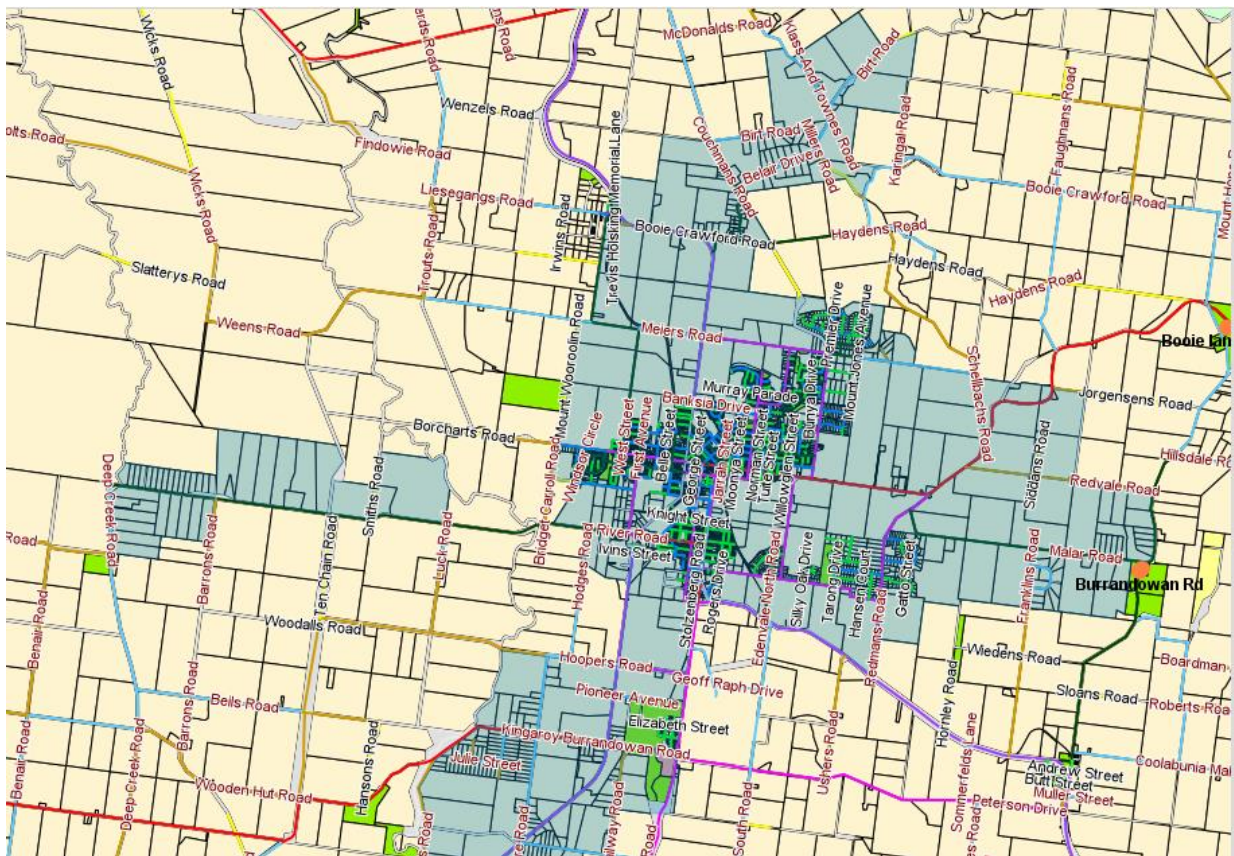 McDonalds Road
Wicks Road
Klass And Townes Road
Birt Road
Wenzels Road
Birt Road
Couchmans Road
Millers Road
Karingal Road
Faughnans Road
olts Road
Findowie Road
Belair Drive
Trevis Holsking Memorial Lane
Liesegangs Road
Wicks Road
Booie Crawford Road
Irwins Road
Booie Crawford Road
Haydens Road
Trouts Road
Slatterys Road
Haydens Road
Haydens Road
Mount Wooroolin Road
Premier Drive
Mount Jones Avenue
Weens Road
Meiers Road
Schellbachs Road
Murray Parade
Bunya Drive
Jorgensens Road
Banksia Drive
Borcharts Road
Windsor Circle
West Street
First Avenue
Belle Street
George Street
Jarrah Street
Moonya Street
Norman Street
Tuite Street
Willowglen Street
Siddans Road
Deep Creek Road
Smiths Road
Bridget Carroll Road
Redvale Road
Knight Street
River Road
Ivins Street
Malar Road
Road
Barrons Road
Ten Chain Road
Luck Road
Hodges Road
Stolzenberg Road
Rogers Drive
Edenvale North Road
Silky Oak Drive
Tarong Drive
Hansen Court
Redmans Road
Gatto Street
Franklins Road
Burrandowan Rd
Benair Road
Woodalls Road
Hoopers Road
Geoff Raph Drive
Wiedens Road
Pioneer Avenue
Sloans Road
Bells Road
Elizabeth Street
Hornley Road
Barrons Road
Kingaroy Burrandowan Road
Julie Street
Hansons Road
Ushers Road
Andrew Street
Butt Street
Muller Street
Benair Road
Deep Creek Road
Wooden Hut Road
Sommerfelds Lane
Peterson Drive
South Road